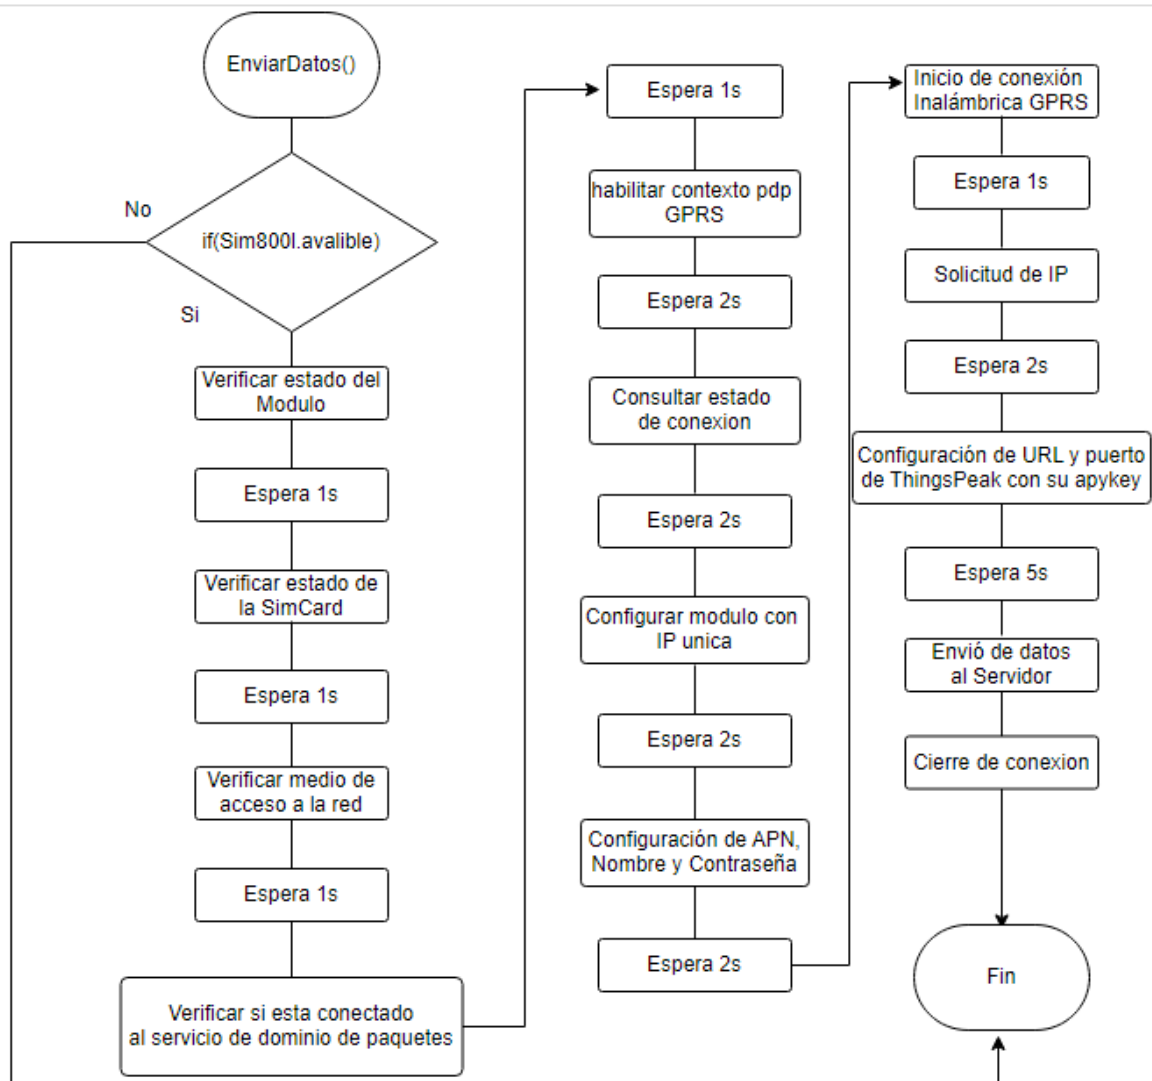 EnviarDatos()
No
if(Sim800l.avalible)
Si
Verificar estado del
Modulo
Espera 1s
Verificar estado de
la SimCard
Espera 1s
Verificar medio de
acceso a la red
Espera 1s
Verificar si esta conectado
al servicio de dominio de paquetes
Espera 1s
habilitar contexto pdp
GPRS
Espera 2s
Consultar estado
de conexion
Espera 2s
Configurar modulo con
IP unica
Espera 2s
Configuración de APN,
Nombre y Contraseña
Espera 2s
Inicio de conexión
Inalámbrica GPRS
Espera 1s
Solicitud de IP
Espera 2s
Configuración de URL y puerto
de ThingsPeak con su apykey
Espera 5s
Envió de datos
al Servidor
Cierre de conexion
Fin